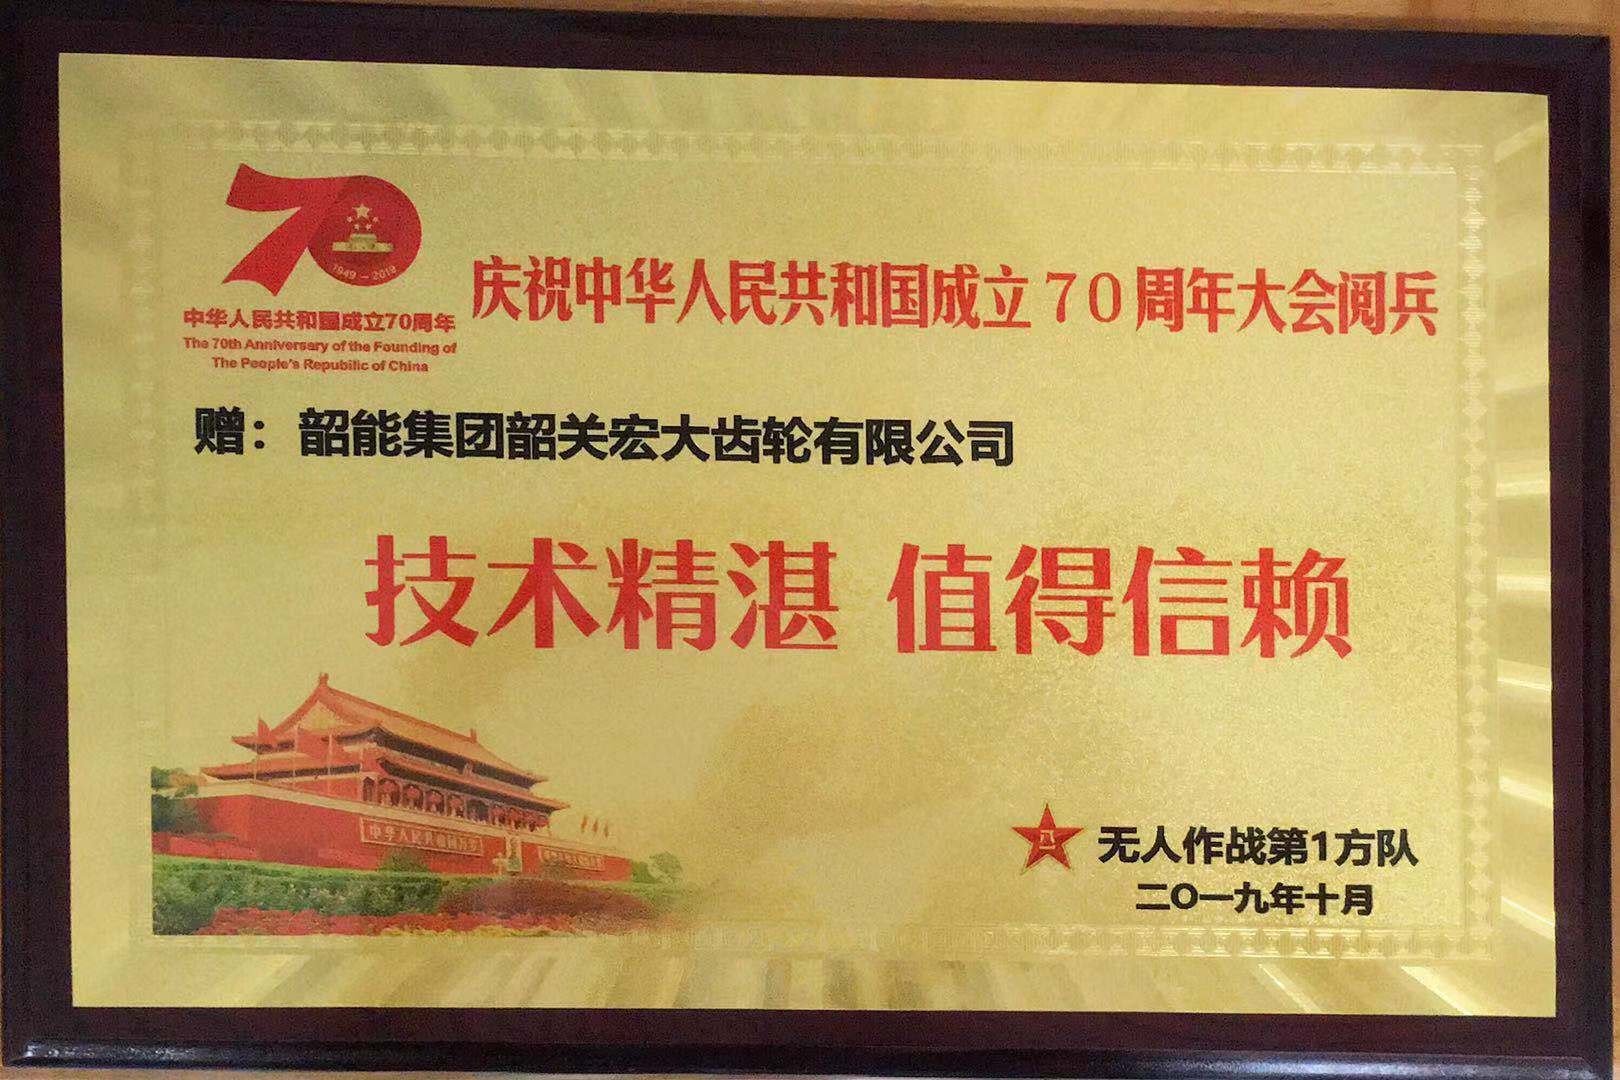 1949－2019
中华人民共和国成立70周年
The 70th Anniversary of the Founding of
The People's Republic of China
庆祝中华人民共和国成立70周年大会阅兵
赠：韶能集团韶关宏大齿轮有限公司
技术精湛 值得信赖
中华人民共和国万岁
八一
无人作战第1方队
二〇一九年十月